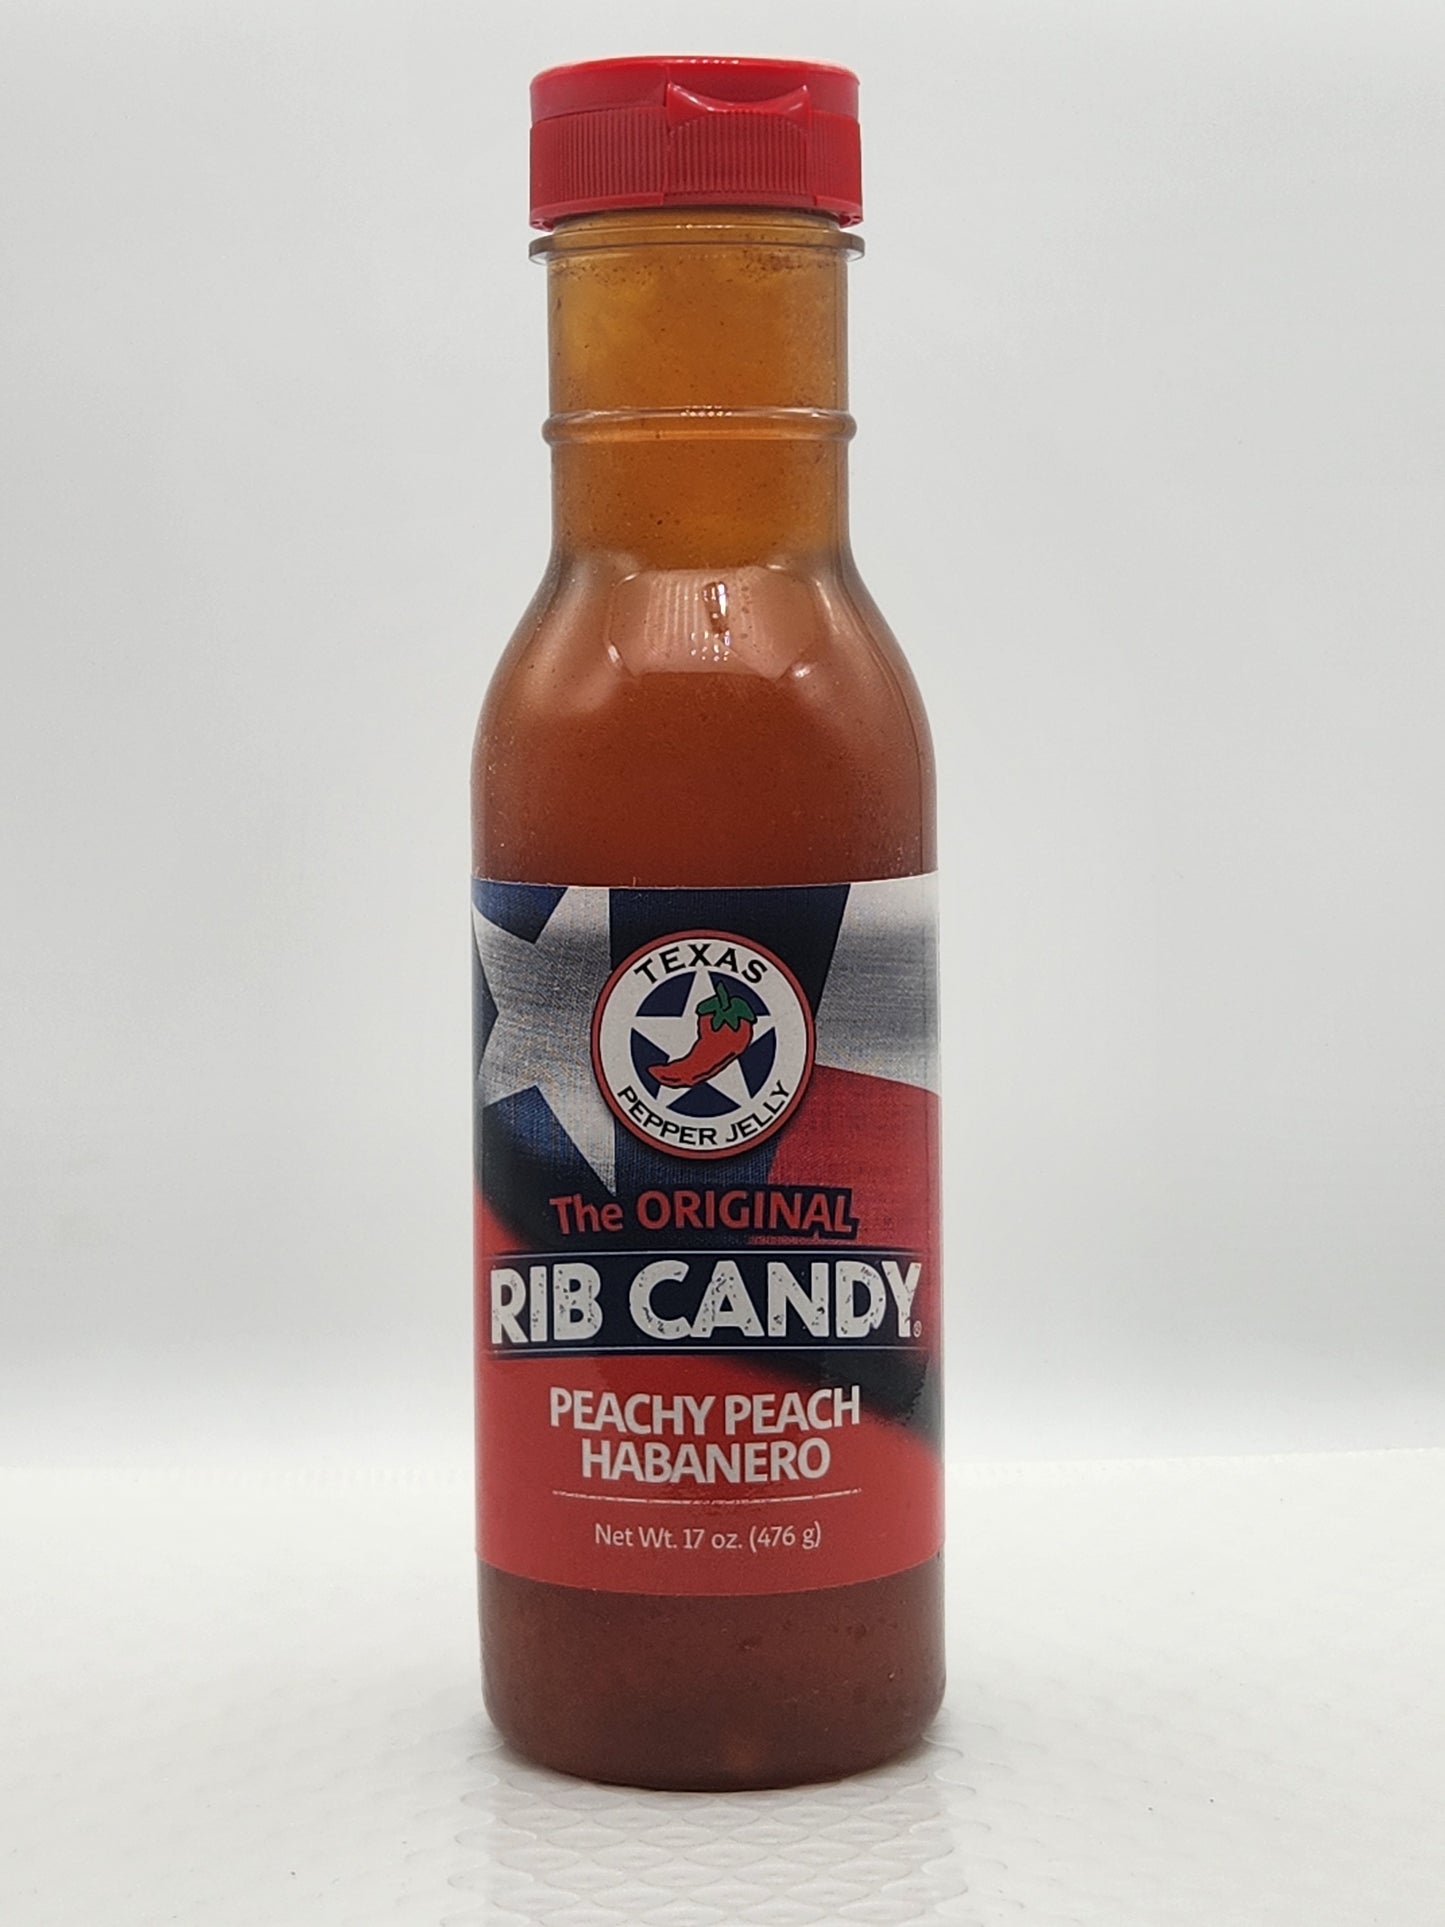 TEXAS
PEPPER JELLY
The ORIGINAL
RIB CANDY®
PEACHY PEACH
HABANERO
Net Wt. 17 oz. (476 g)